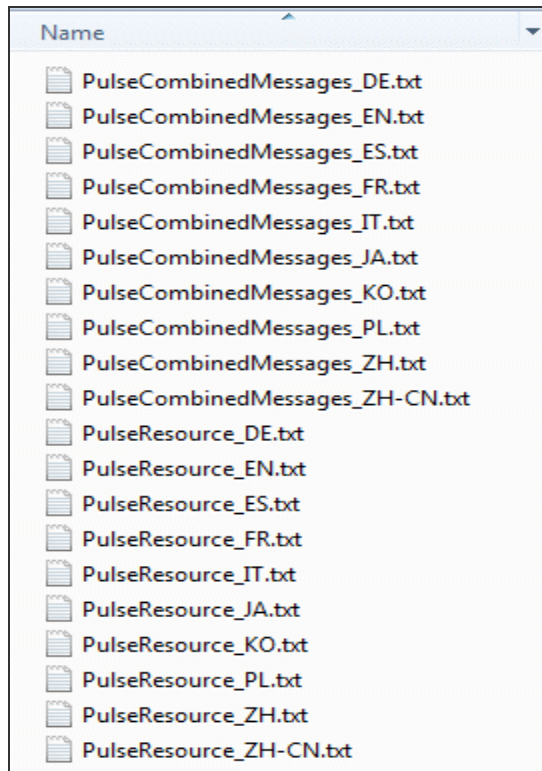 Name
PulseCombinedMessages_DE.txt
PulseCombinedMessages_EN.txt
PulseCombinedMessages_ES.txt
PulseCombinedMessages_FR.txt
PulseCombinedMessages_IT.txt
PulseCombinedMessages_JA.txt
PulseCombinedMessages_KO.txt
PulseCombinedMessages_PL.txt
PulseCombinedMessages_ZH.txt
PulseCombinedMessages_ZH-CN.txt
PulseResource_DE.txt
PulseResource_EN.txt
PulseResource_ES.txt
PulseResource_FR.txt
PulseResource_IT.txt
PulseResource_JA.txt
PulseResource_KO.txt
PulseResource_PL.txt
PulseResource_ZH.txt
PulseResource_ZH-CN.txt